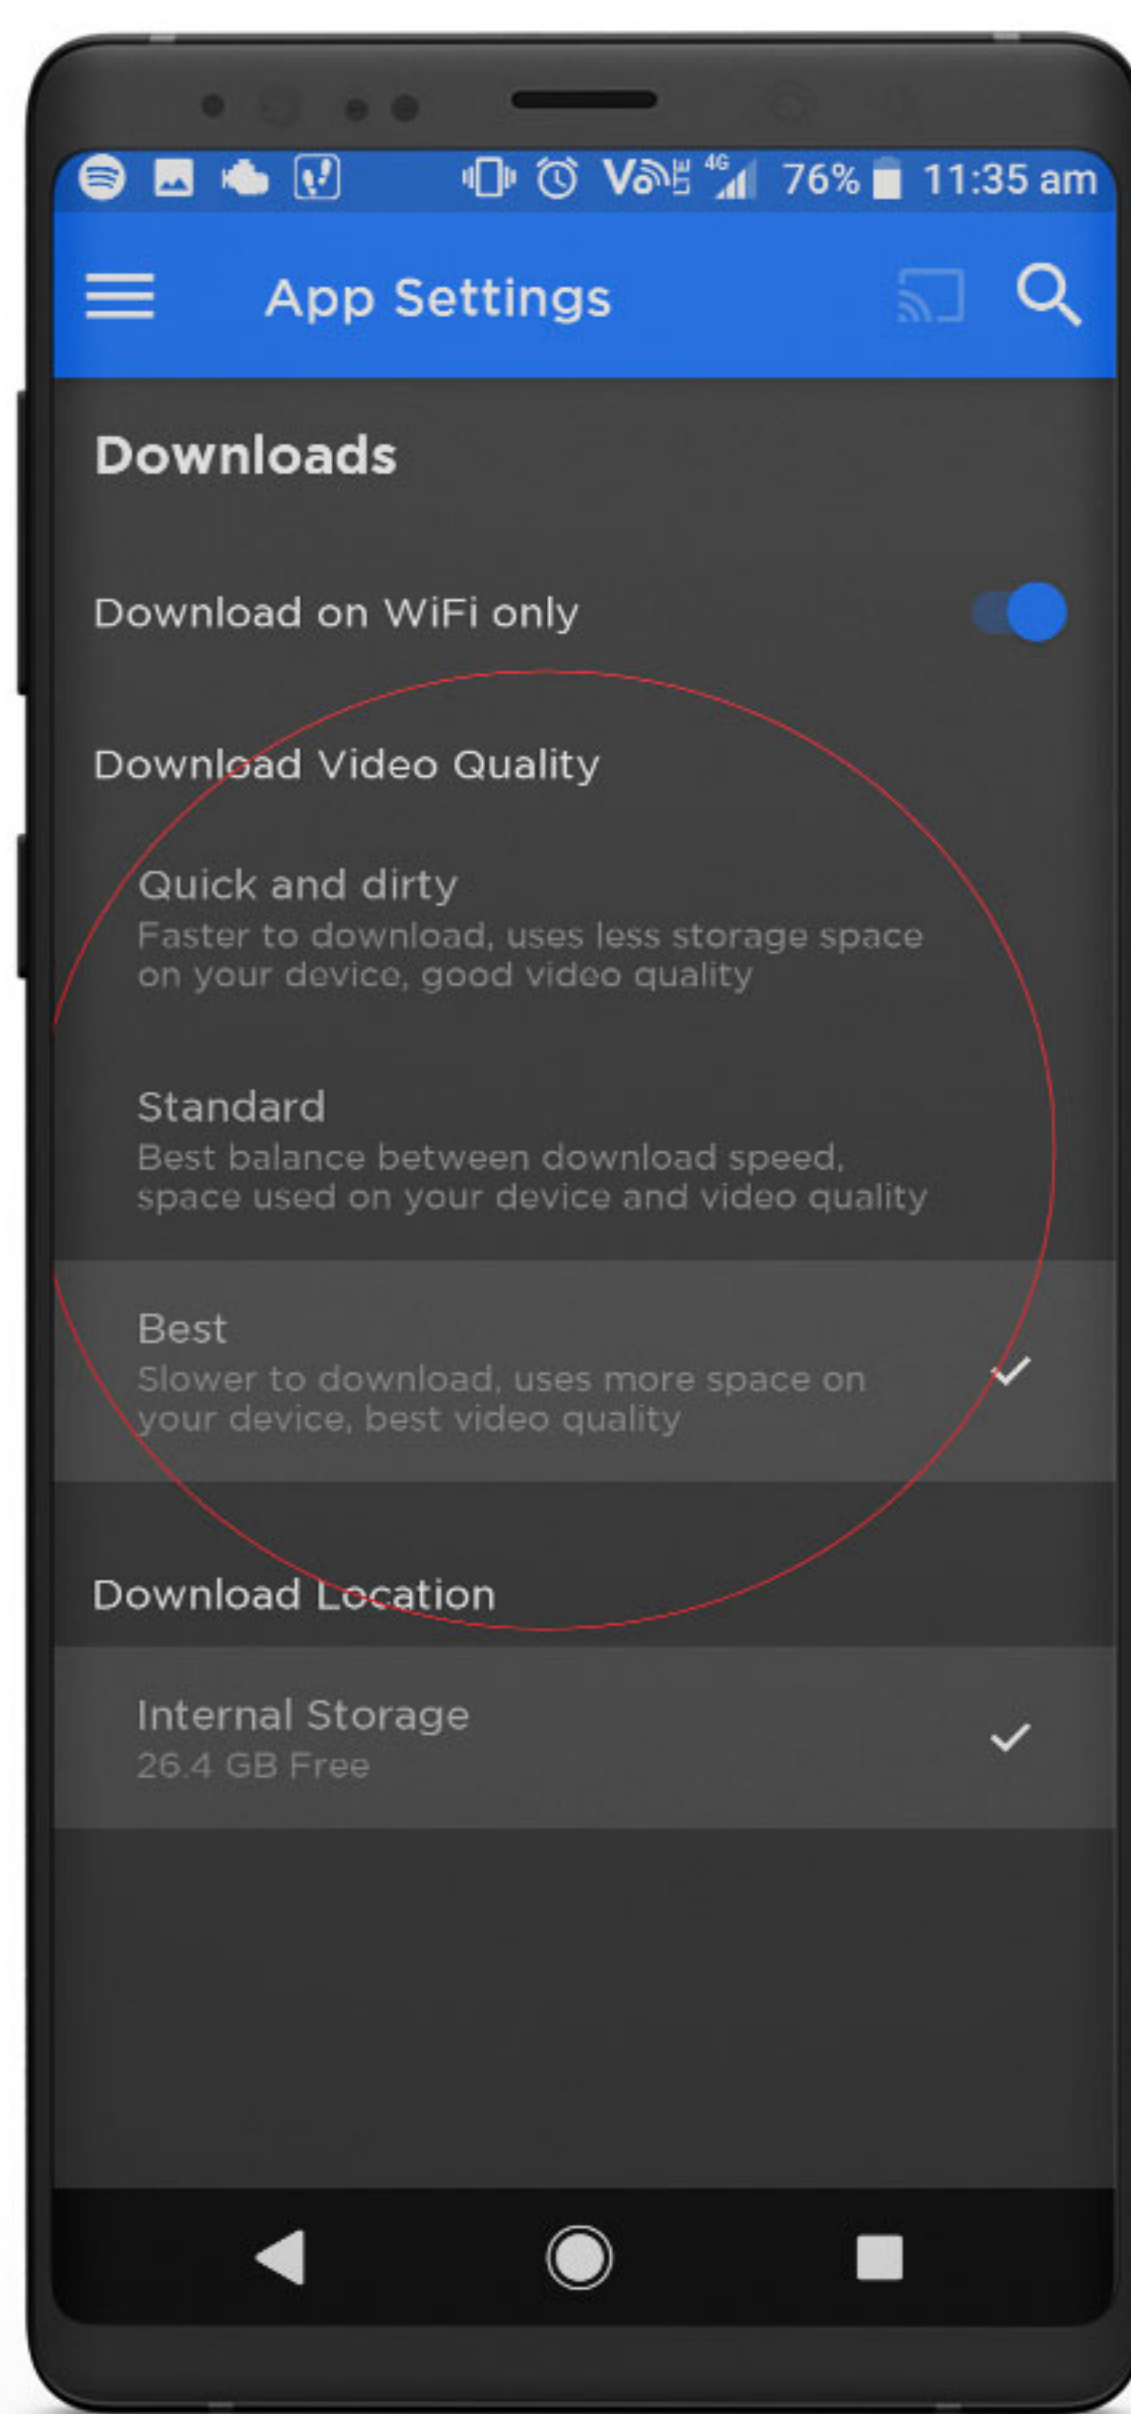 VoLTE 4G 76% 11:35 am
App Settings
Downloads
Download on WiFi only
Download Video Quality
Quick and dirty
Faster to download, uses less storage space
on your device, good video quality
Standard
Best balance between download speed,
space used on your device and video quality
Best
Slower to download, uses more space on
your device, best video quality
Download Location
Internal Storage
26.4 GB Free